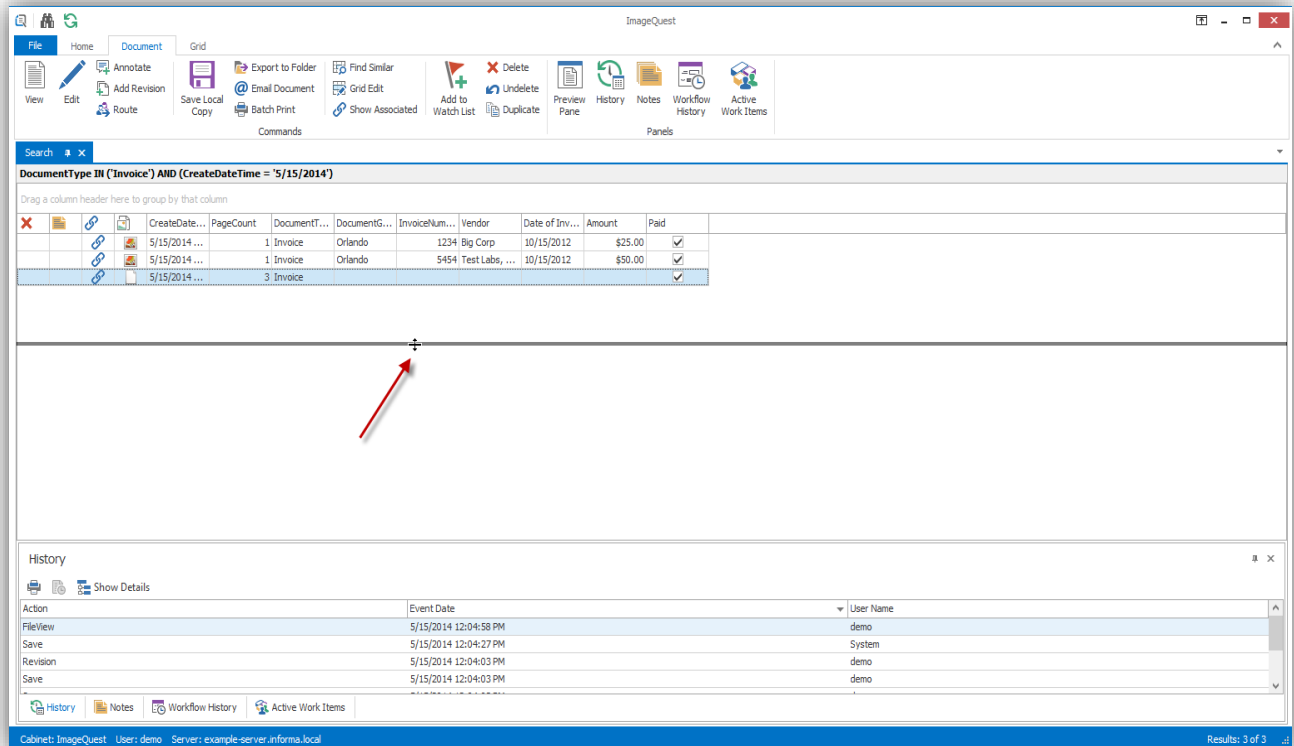 ImageQuest
File Home Document Grid
View
Edit
Annotate
Add Revision
Route
Save Local
Copy
Export to Folder
Email Document
Batch Print
Find Similar
Grid Edit
Show Associated
Add to
Watch List
Delete
Undelete
Duplicate
Preview
Pane
History
Notes
Workflow
History
Active
Work Items
Commands
Panels
Search
DocumentType IN ('Invoice') AND (CreateDateTime = '5/15/2014')
Drag a column header here to group by that column
CreateDate... PageCount DocumentT... DocumentG... InvoiceNum... Vendor Date of Inv... Amount Paid
5/15/2014 ... 1 Invoice Orlando 1234 Big Corp 10/15/2012 $25.00
5/15/2014 ... 1 Invoice Orlando 5454 Test Labs, ... 10/15/2012 $50.00
5/15/2014 ... 3 Invoice
History
Show Details
Action Event Date User Name
FileView 5/15/2014 12:04:58 PM demo
Save 5/15/2014 12:04:27 PM System
Revision 5/15/2014 12:04:03 PM demo
Save 5/15/2014 12:04:03 PM demo
History Notes Workflow History Active Work Items
Cabinet: ImageQuest User: demo Server: example-server.informa.local Results: 3 of 3